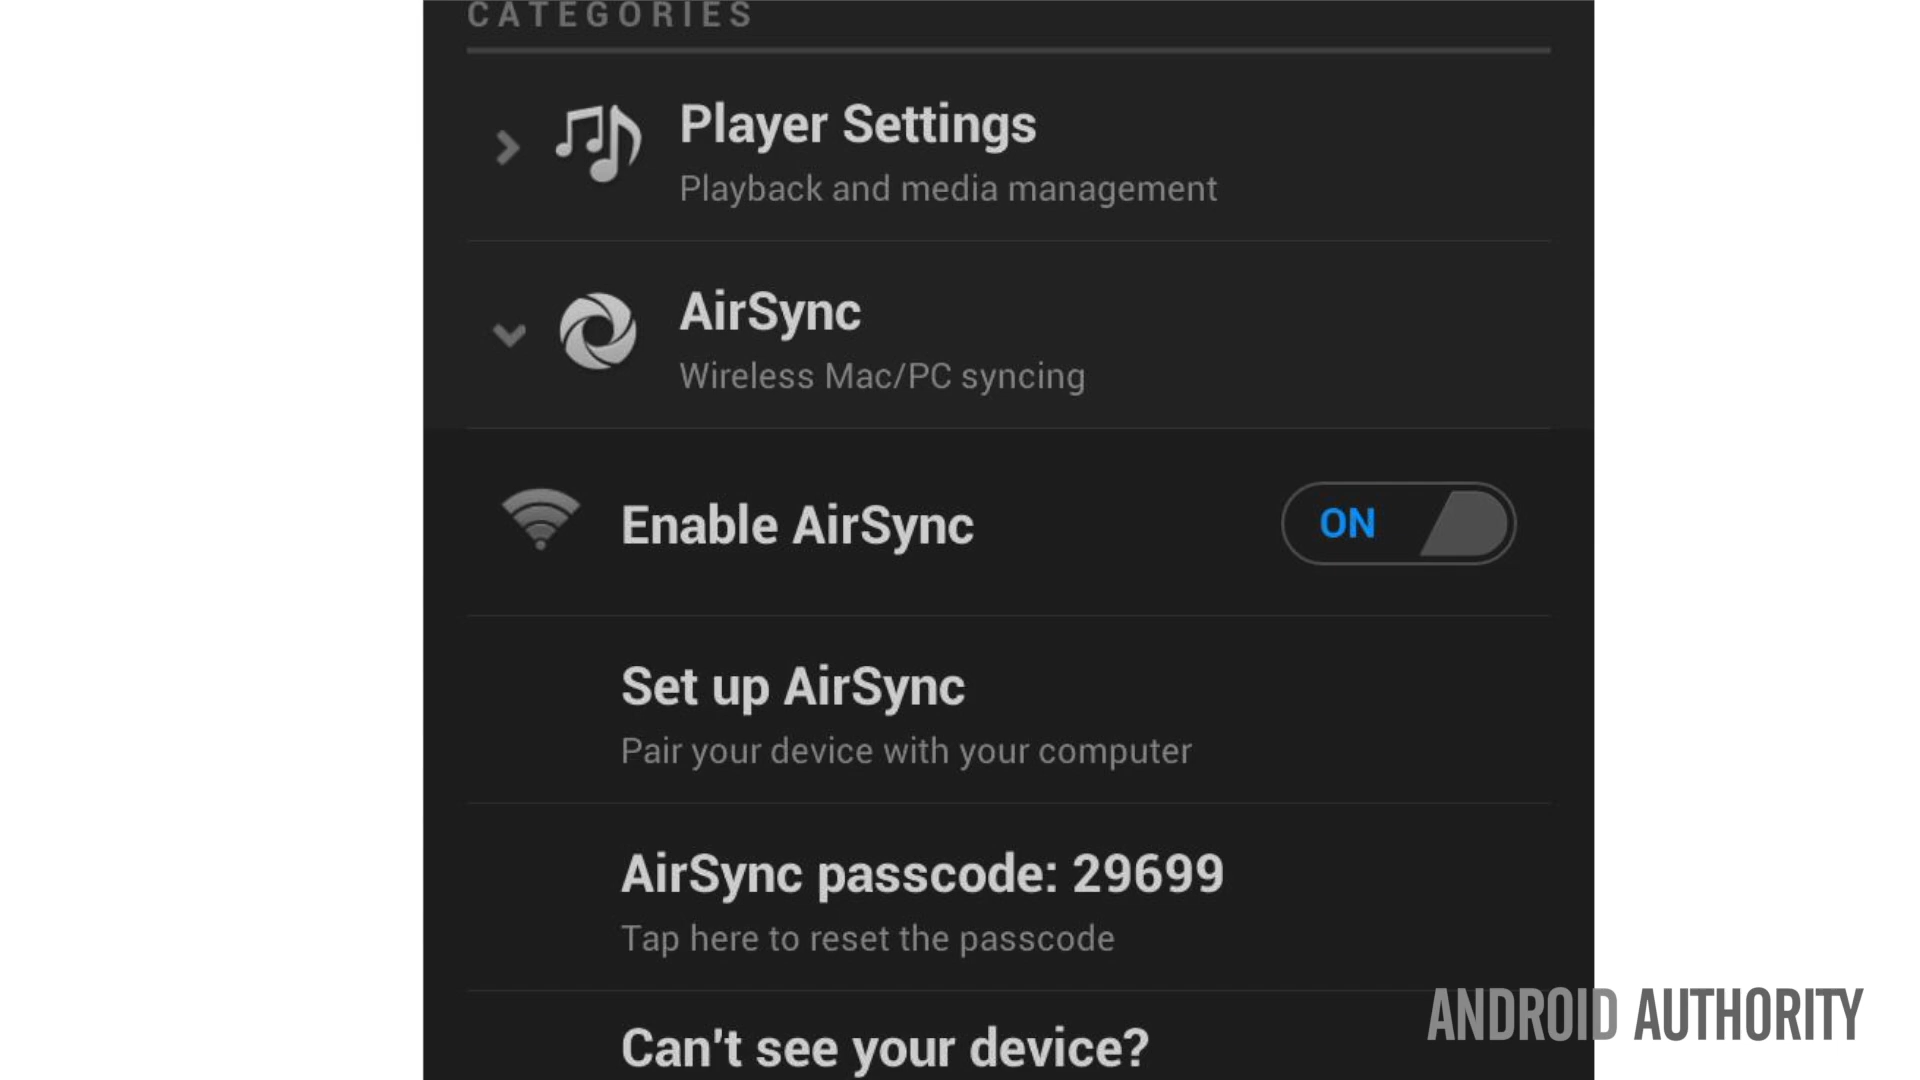 CATEGORIES
Player Settings
Playback and media management
AirSync
Wireless Mac/PC syncing
Enable AirSync
ON
Set up AirSync
Pair your device with your computer
AirSync passcode: 29699
Tap here to reset the passcode
Can't see your device?
ANDROID AUTHORITY